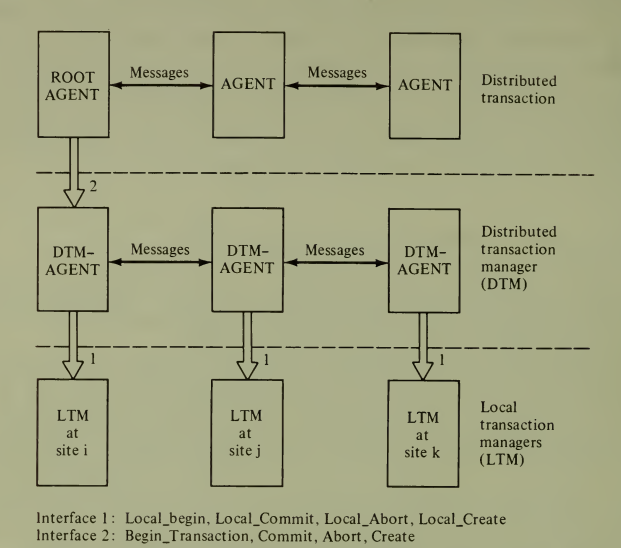 ROOT
AGENT
Messages
AGENT
Messages
AGENT
Distributed
transaction
2
DTM–
AGENT
Messages
DTM–
AGENT
Messages
DTM–
AGENT
Distributed
transaction
manager
(DTM)
1
1
1
LTM
at
site i
LTM
at
site j
LTM
at
site k
Local
transaction
managers
(LTM)
Interface 1: Local_begin, Local_Commit, Local_Abort, Local_Create
Interface 2: Begin_Transaction, Commit, Abort, Create